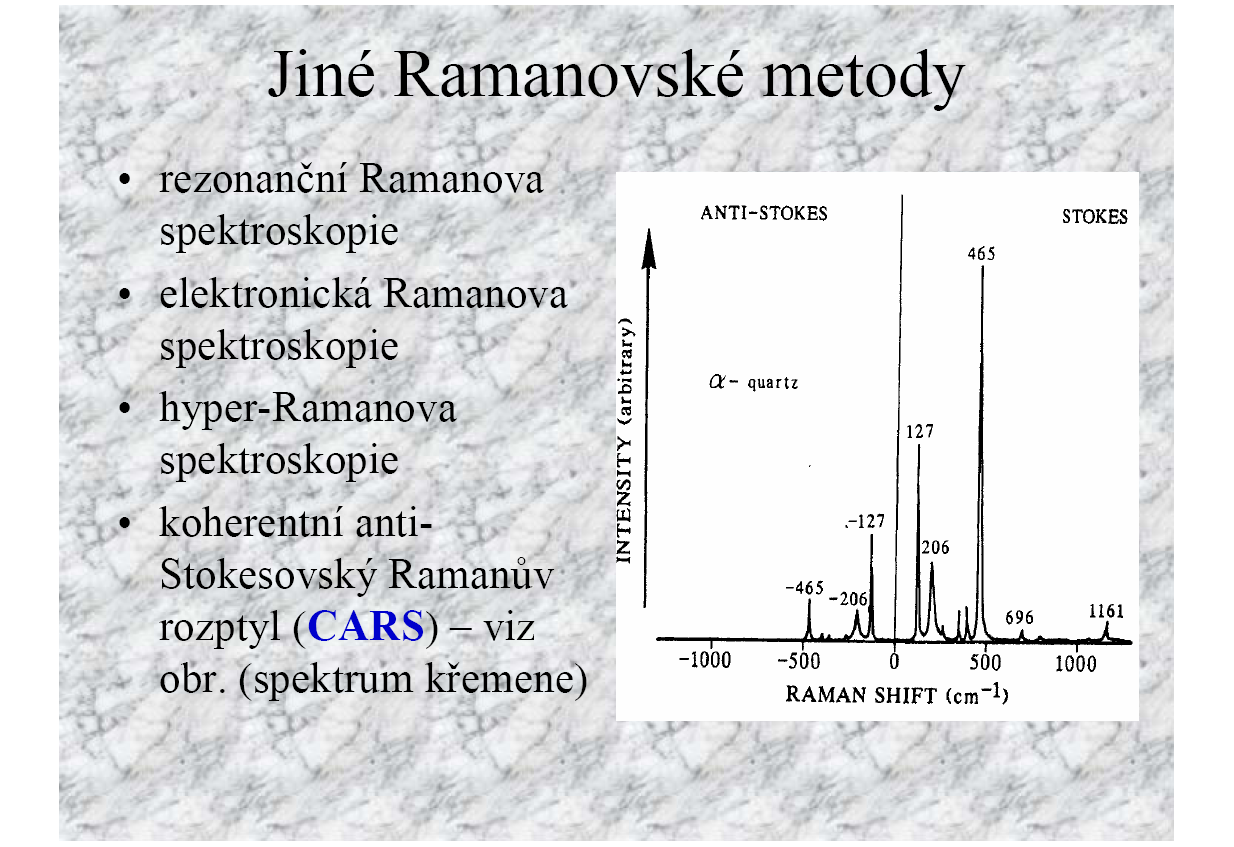 Jiné Ramanovské metody
• rezonanční Ramanova
spektroskopie
• elektronická Ramanova
spektroskopie
• hyper-Ramanova
spektroskopie
• koherentní anti-
Stokesovský Ramanův
rozptyl (CARS) – viz
obr. (spektrum křemene)
ANTI-STOKES
STOKES
465
α- quartz
127
-127
206
-465
-206
696
1161
INTENSITY (arbitrary)
-1000 -500 0 500 1000
RAMAN SHIFT (cm-1)